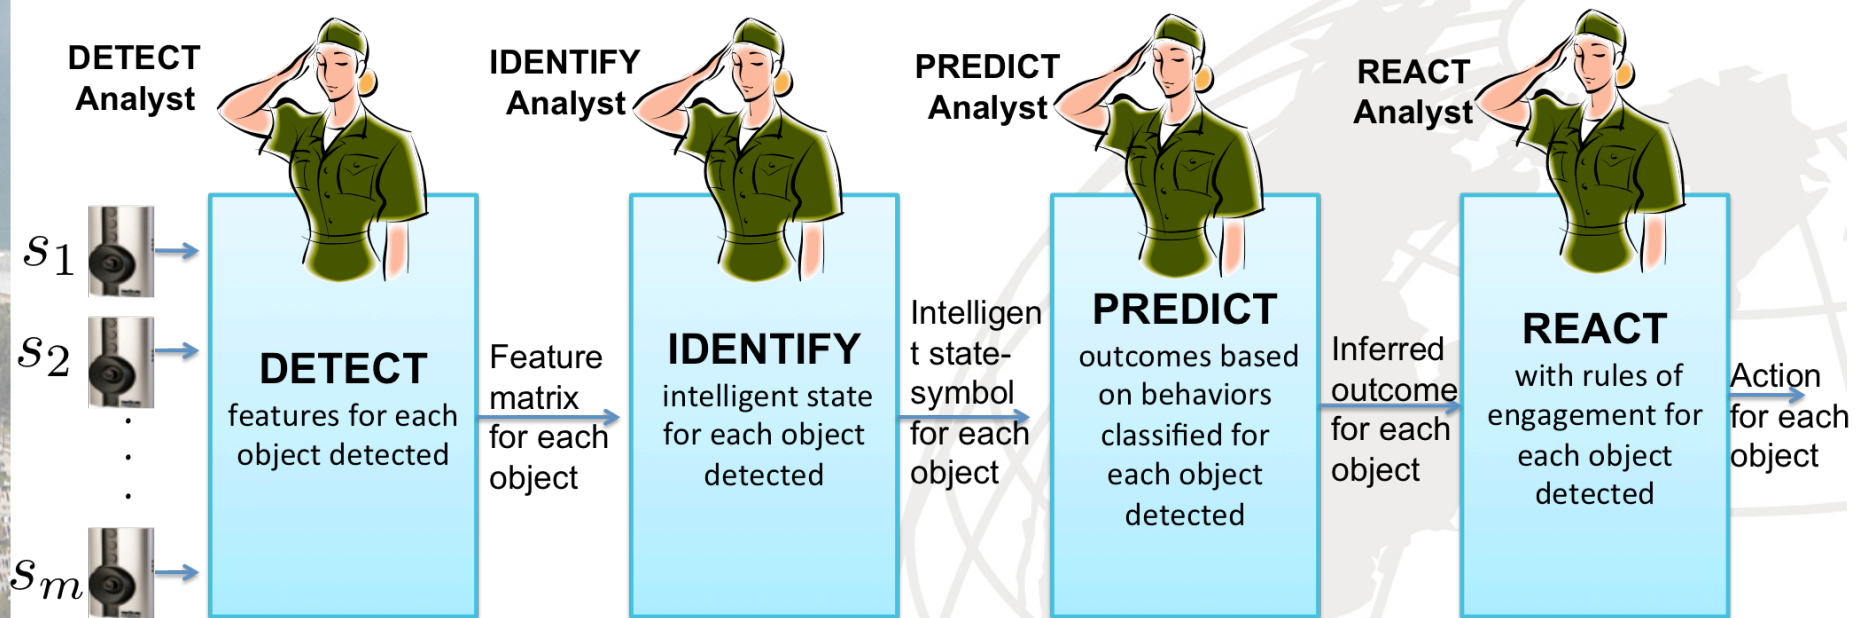 DETECT
Analyst
IDENTIFY
Analyst
PREDICT
Analyst
REACT
Analyst
s1
s2
.
.
.
sm
DETECT
features for each
object detected
Feature
matrix
for each
object
IDENTIFY
intelligent state
for each object
detected
Intelligen
t state-
symbol
for each
object
PREDICT
outcomes based
on behaviors
classified for
each object
detected
Inferred
outcome
for each
object
REACT
with rules of
engagement for
each object
detected
Action
for each
object